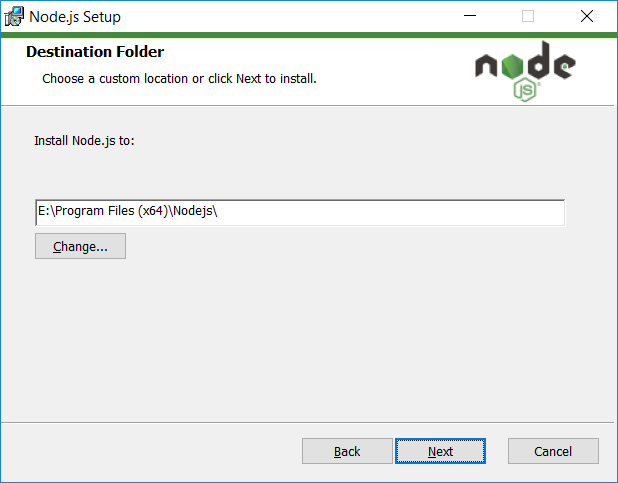 Node.js Setup
Destination Folder
Choose a custom location or click Next to install.
node
JS
Install Node.js to:
E:\Program Files (x64)\Nodejs\
Change...
Back Next Cancel